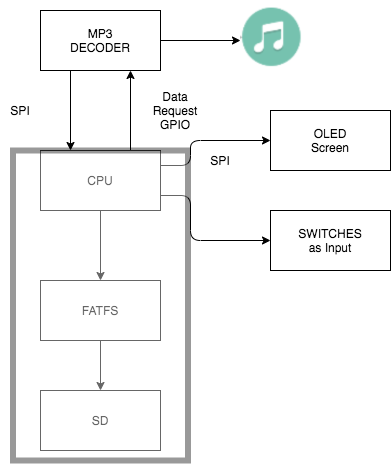 MP3
DECODER
SPI
Data
Request
GPIO
OLED
Screen
SPI
CPU
SWITCHES
as Input
FATFS
SD